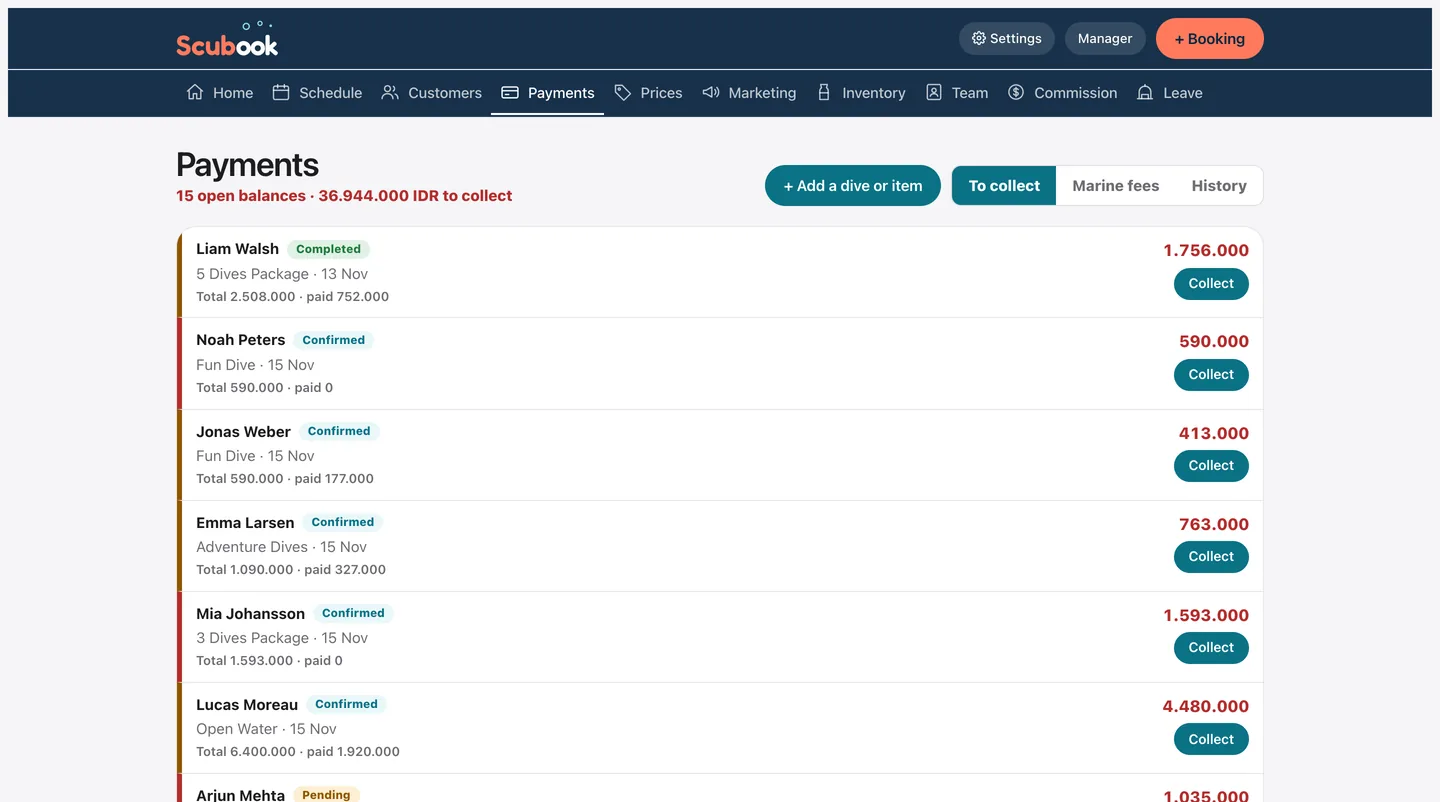 Scubook
Settings
Manager
+ Booking
Home
Schedule
Customers
Payments
Prices
Marketing
Inventory
Team
Commission
Leave
Payments
15 open balances · 36.944.000 IDR to collect
+ Add a dive or item
To collect
Marine fees
History
Liam Walsh Completed
1.756.000
5 Dives Package · 13 Nov
Collect
Total 2.508.000 · paid 752.000
Noah Peters Confirmed
590.000
Fun Dive · 15 Nov
Collect
Total 590.000 · paid 0
Jonas Weber Confirmed
413.000
Fun Dive · 15 Nov
Collect
Total 590.000 · paid 177.000
Emma Larsen Confirmed
763.000
Adventure Dives · 15 Nov
Collect
Total 1.090.000 · paid 327.000
Mia Johansson Confirmed
1.593.000
3 Dives Package · 15 Nov
Collect
Total 1.593.000 · paid 0
Lucas Moreau Confirmed
4.480.000
Open Water · 15 Nov
Collect
Total 6.400.000 · paid 1.920.000
Arjun Mehta Pending
1.035.000